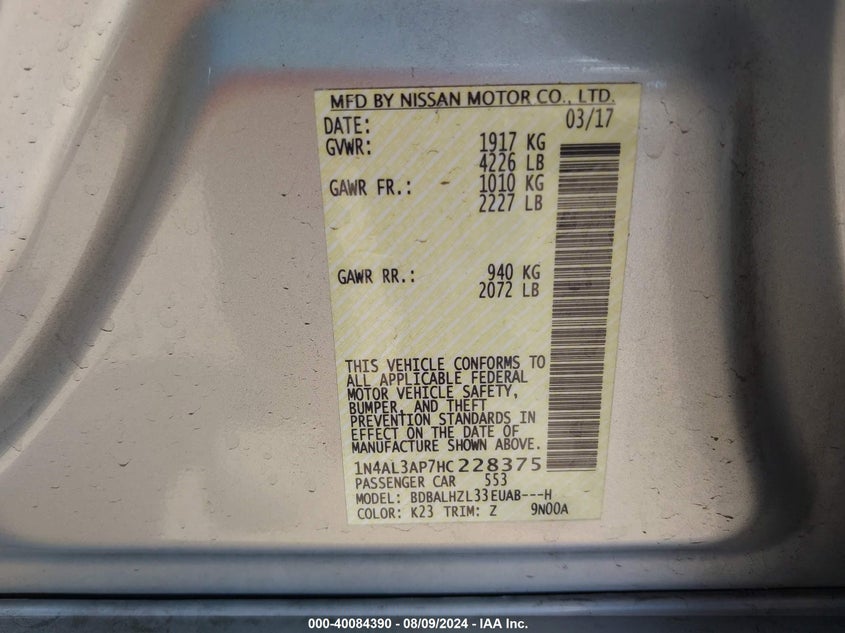 MFD BY NISSAN MOTOR CO., LTD.
DATE: 03/17
GVWR: 1917 KG
4226 LB
GAWR FR.: 1010 KG
2227 LB
GAWR RR.: 940 KG
2072 LB
THIS VEHICLE CONFORMS TO
ALL APPLICABLE FEDERAL
MOTOR VEHICLE SAFETY,
BUMPER, AND THEFT
PREVENTION STANDARDS IN
EFFECT ON THE DATE OF
MANUFACTURE SHOWN ABOVE.
1N4AL3AP7HC228375
PASSENGER CAR 553
MODEL: BDBALHZL33EUAB---H
COLOR: K23 TRIM: Z 9N00A
000-40084390 - 08/09/2024 - IAA Inc.